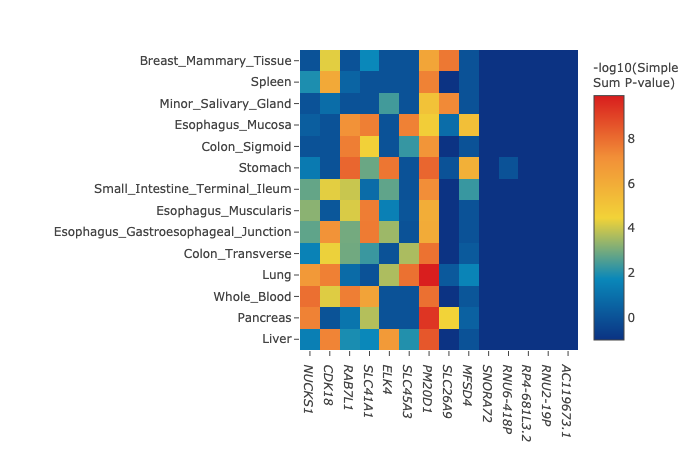 Breast_Mammary_Tissue
Spleen
Minor_Salivary_Gland
Esophagus_Mucosa
Colon_Sigmoid
Stomach
Small_Intestine_Terminal_Ileum
Esophagus_Muscularis
Esophagus_Gastroesophageal_Junction
Colon_Transverse
Lung
Whole_Blood
Pancreas
Liver
NUCKS1
CDK18
RAB7L1
SLC41A1
ELK4
SLC45A3
PM20D1
SLC26A9
MFSD4
SNORA72
RNU6-418P
RP4-681L3.2
RNU2-19P
AC119673.1
-log10(Simple
Sum P-value)
8
6
4
2
0